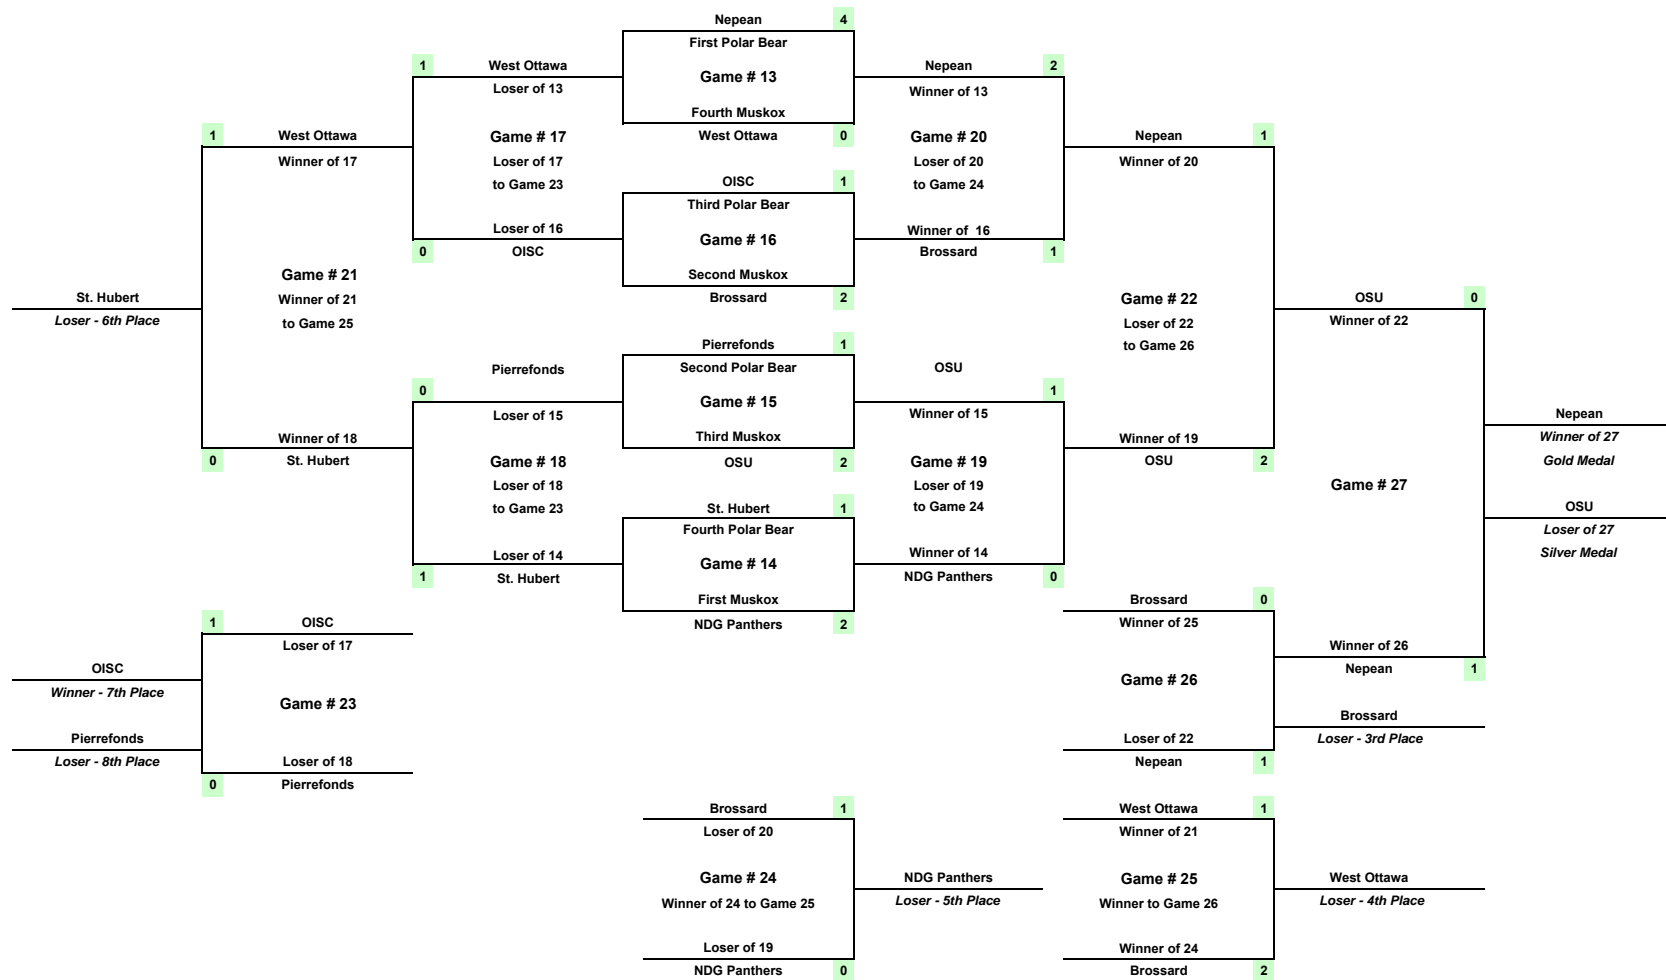 Nepean 4
First Polar Bear
1 West Ottawa Game # 13 Nepean 2
Loser of 13 Winner of 13
Fourth Muskox
1 West Ottawa Game # 17 West Ottawa 0 Game # 20 Nepean 1
Winner of 17 Loser of 17 Loser of 20 Winner of 20
to Game 23 OISC 1 to Game 24
Third Polar Bear
Loser of 16 Game # 16 Winner of 16
0 OISC Brossard 1
Game # 21 Second Muskox
St. Hubert Winner of 21 Brossard 2 Game # 22 OSU 0
Loser - 6th Place to Game 25 Loser of 22 Winner of 22
Pierrefonds 1 to Game 26
Pierrefonds Second Polar Bear OSU
0 Game # 15 1
Loser of 15 Winner of 15 Nepean
Winner of 18 Third Muskox Winner of 19 Winner of 27
0 St. Hubert Game # 18 OSU 2 Game # 19 OSU 2 Gold Medal
Loser of 18 Loser of 19 Game # 27
to Game 23 St. Hubert 1 to Game 24 OSU
Fourth Polar Bear Loser of 27
Loser of 14 Game # 14 Winner of 14 Silver Medal
1 St. Hubert NDG Panthers 0
First Muskox Brossard 0
1 OISC NDG Panthers 2 Winner of 25
Loser of 17 Winner of 26
OISC Nepean 1
Winner - 7th Place Game # 26
Game # 23
Pierrefonds Brossard
Loser - 8th Place Loser of 18 Loser of 22 Loser - 3rd Place
0 Pierrefonds Nepean 1
Brossard 1 West Ottawa 1
Loser of 20 Winner of 21
Game # 24 NDG Panthers Game # 25 West Ottawa
Winner of 24 to Game 25 Loser - 5th Place Winner to Game 26 Loser - 4th Place
Loser of 19 Winner of 24
NDG Panthers 0 Brossard 2